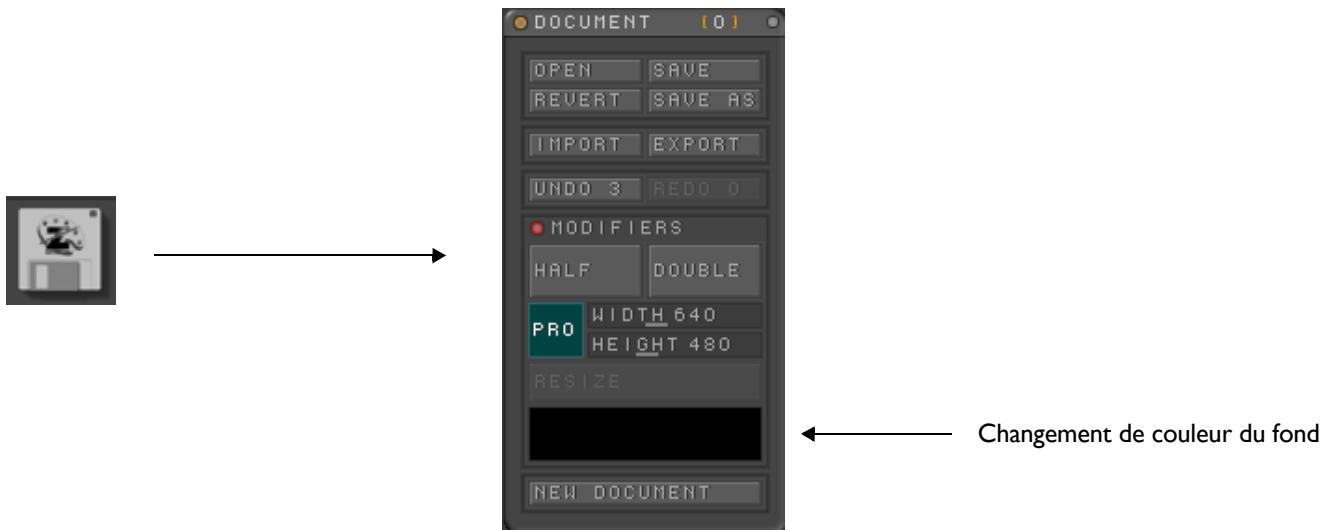 DOCUMENT (0)
OPEN SAVE
REVERT SAVE AS
IMPORT EXPORT
UNDO 3 REDO 0
MODIFIERS
HALF DOUBLE
PRO WIDTH 640
HEIGHT 480
RESIZE
Changement de couleur du fond
NEW DOCUMENT
Z